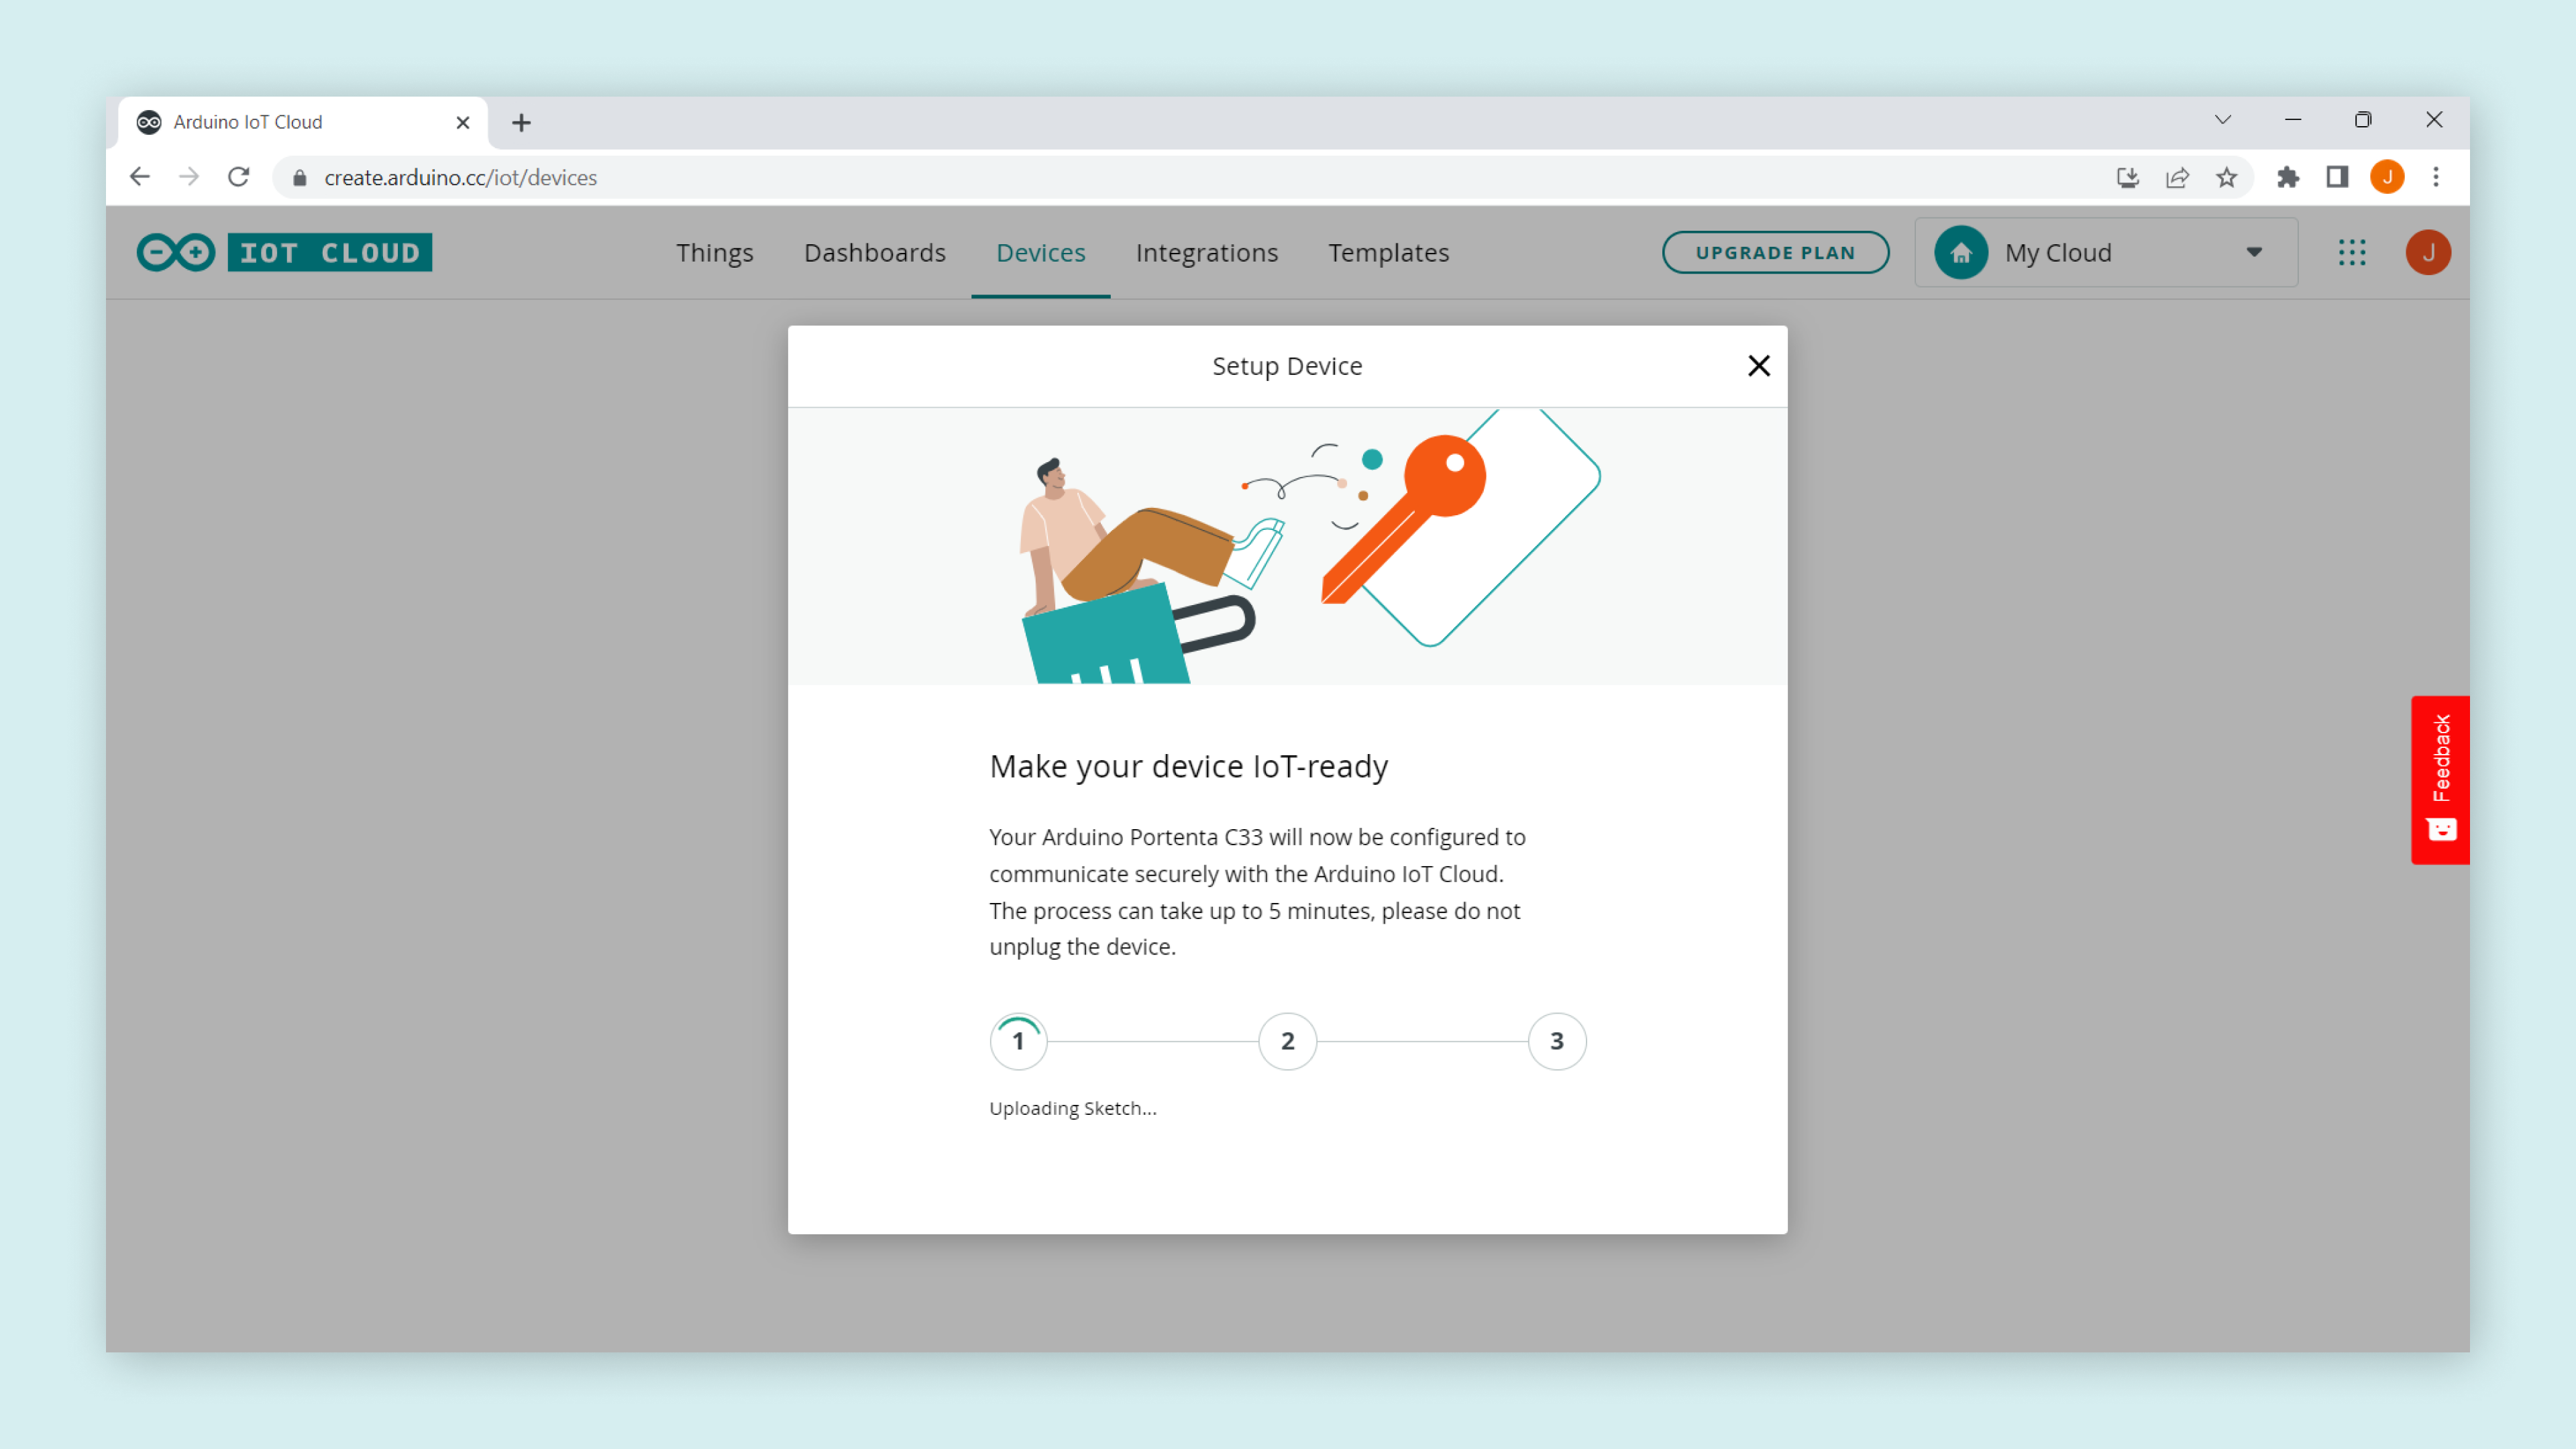 Arduino IoT Cloud
create.arduino.cc/iot/devices
J
IOT CLOUD
Things
Dashboards
Devices
Integrations
Templates
UPGRADE PLAN
My Cloud
J
Setup Device
Make your device IoT-ready
Your Arduino Portenta C33 will now be configured to
communicate securely with the Arduino IoT Cloud.
The process can take up to 5 minutes, please do not
unplug the device.
1
2
3
Uploading Sketch...
Feedback